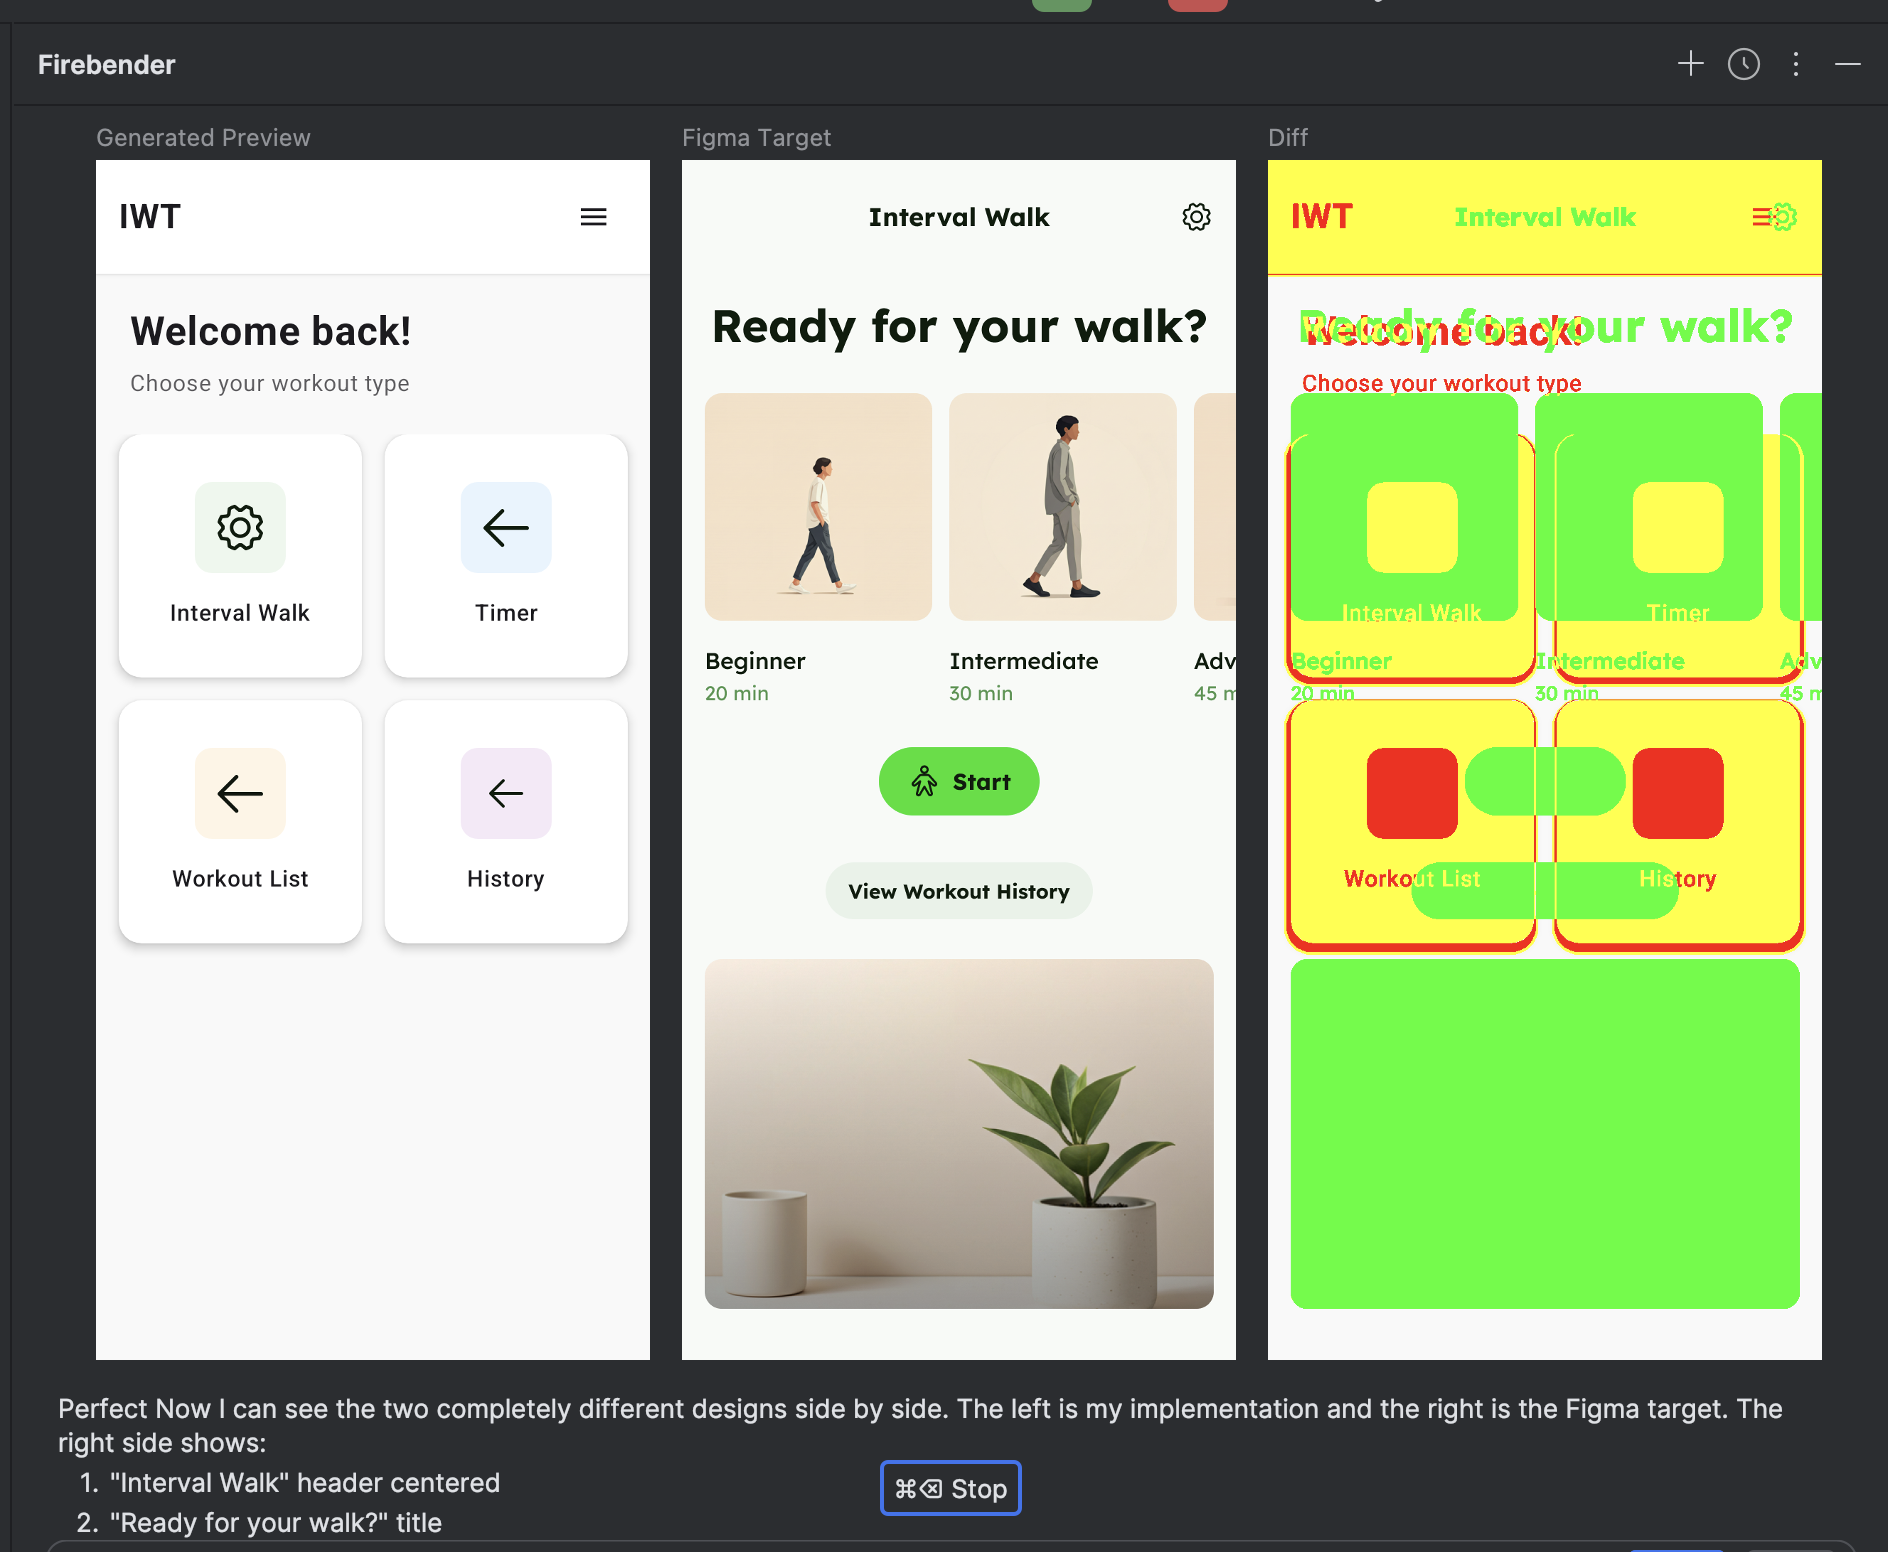 Firebender
Generated Preview
IWT
Welcome back!
Choose your workout type
Interval Walk
Timer
Workout List
History
Figma Target
Interval Walk
Ready for your walk?
Beginner
Intermediate
Adv
20 min
30 min
45 m
Start
View Workout History
Diff
IWT
Interval Walk
Ready for your walk?
Welcome back!
Choose your workout type
Interval Walk
Timer
Beginner
Intermediate
Adv
20 min
30 min
45 m
Workout List
History
Perfect Now I can see the two completely different designs side by side. The left is my implementation and the right is the Figma target. The
right side shows:
1. "Interval Walk" header centered
2. "Ready for your walk?" title
⌘⌫ Stop